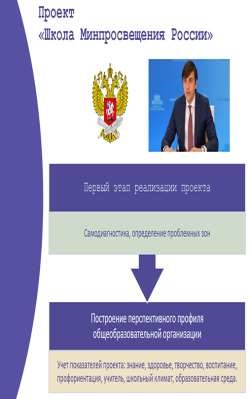 Проект
«Школа Минпросвещения России»
Первый этап реализации проекта
Самодиагностика, определение проблемных зон
Построение перспективного профиля
общеобразовательной организации
Учет показателей проекта: знание, здоровье, творчество, воспитание,
профориентация, учитель, школьный климат, образовательная среда.